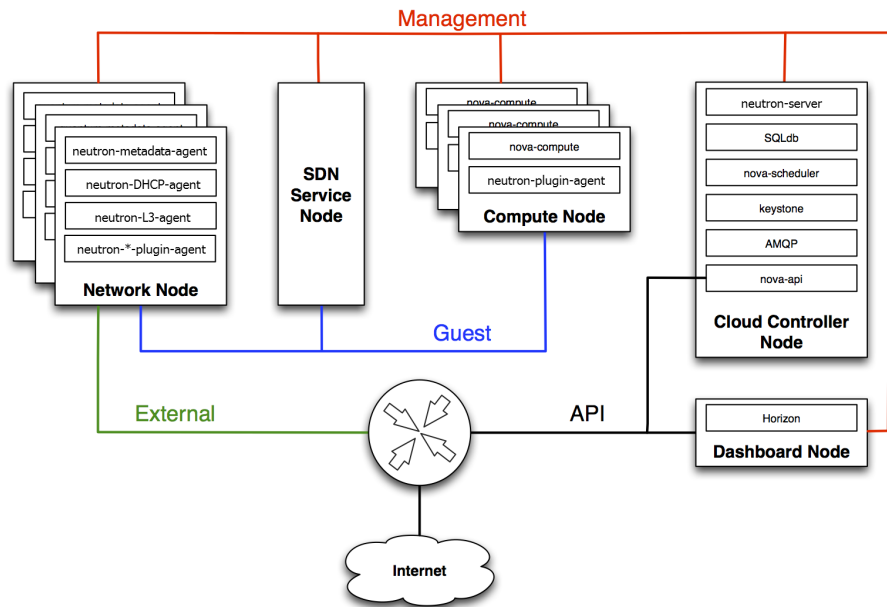 Management
neutron-metadata-agent
neutron-DHCP-agent
neutron-L3-agent
neutron-*-plugin-agent
Network Node
SDN
Service
Node
nova-compute
nova-compute
nova-compute
neutron-plugin-agent
Compute Node
neutron-server
SQLdb
nova-scheduler
keystone
AMQP
nova-api
Cloud Controller
Node
Guest
External
API
Horizon
Dashboard Node
Internet